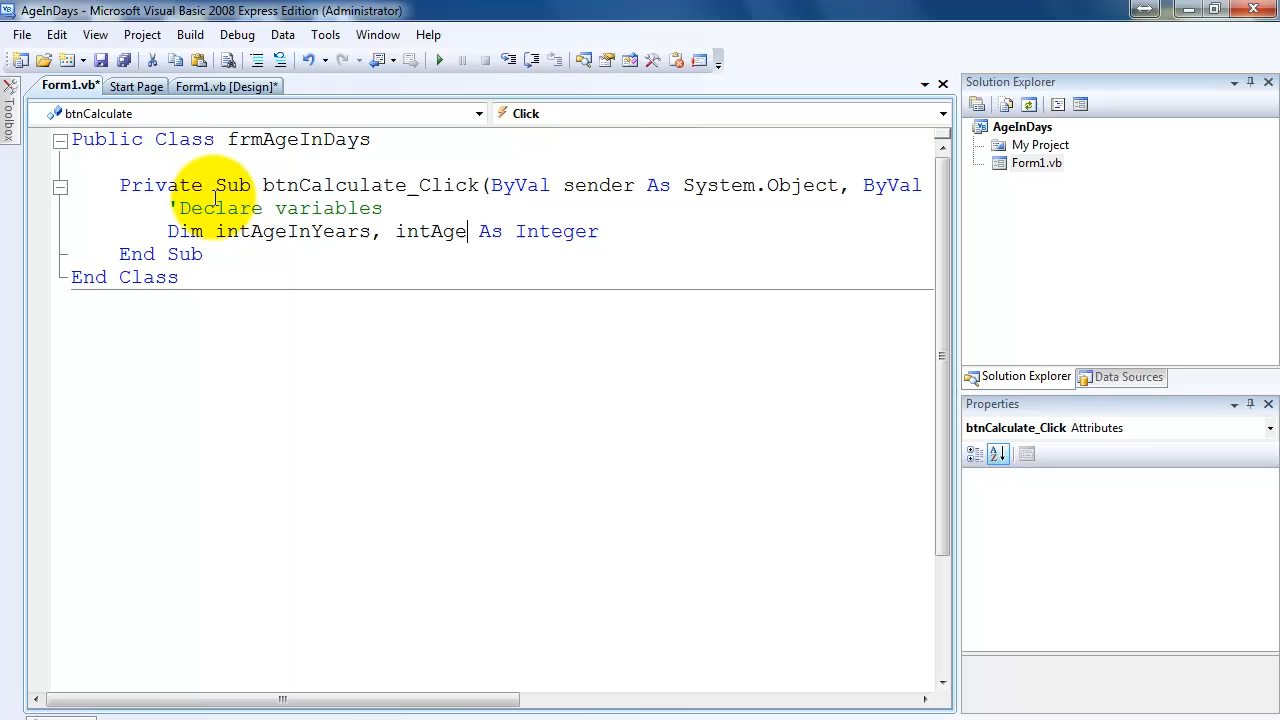 AgeInDays - Microsoft Visual Basic 2008 Express Edition (Administrator)
File Edit View Project Build Debug Data Tools Window Help
Form1.vb* Start Page Form1.vb [Design]*
Toolbox
btnCalculate Click
Public Class frmAgeInDays
Private Sub btnCalculate_Click(ByVal sender As System.Object, ByVal
'Declare variables
Dim intAgeInYears, intAge As Integer
End Sub
End Class
Solution Explorer
AgeInDays
My Project
Form1.vb
Solution Explorer Data Sources
Properties
btnCalculate_Click Attributes